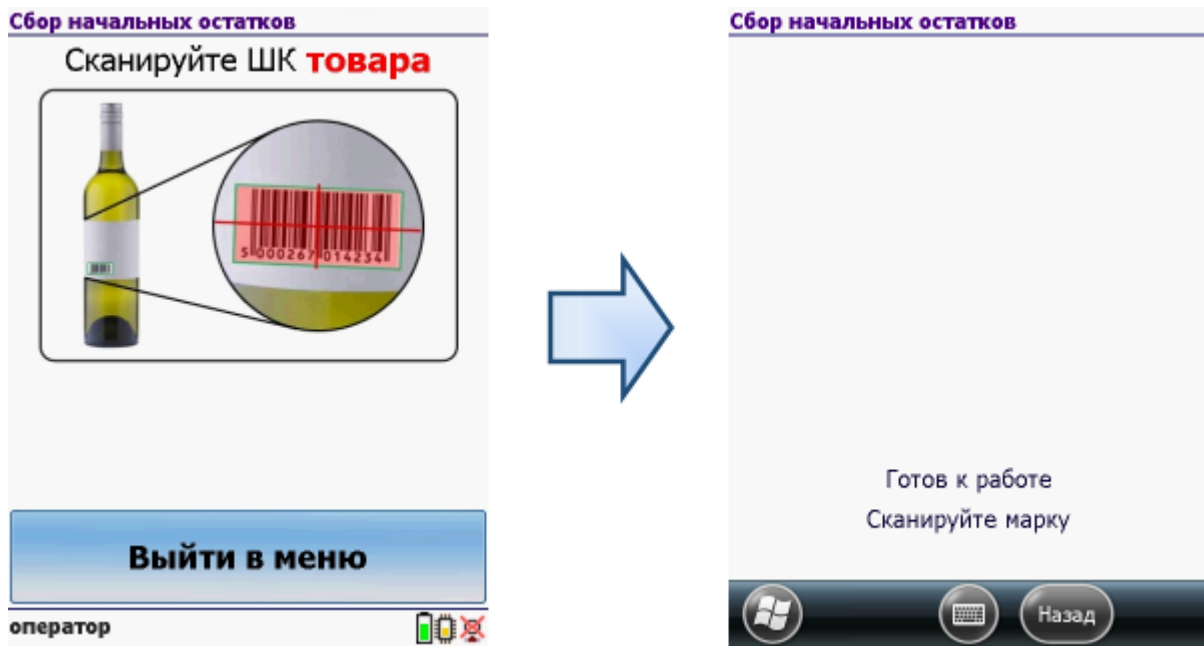 Сбор начальных остатков
Сканируйте ШК товара
5 000267 014234
Выйти в меню
оператор
Сбор начальных остатков
Готов к работе
Сканируйте марку
Назад